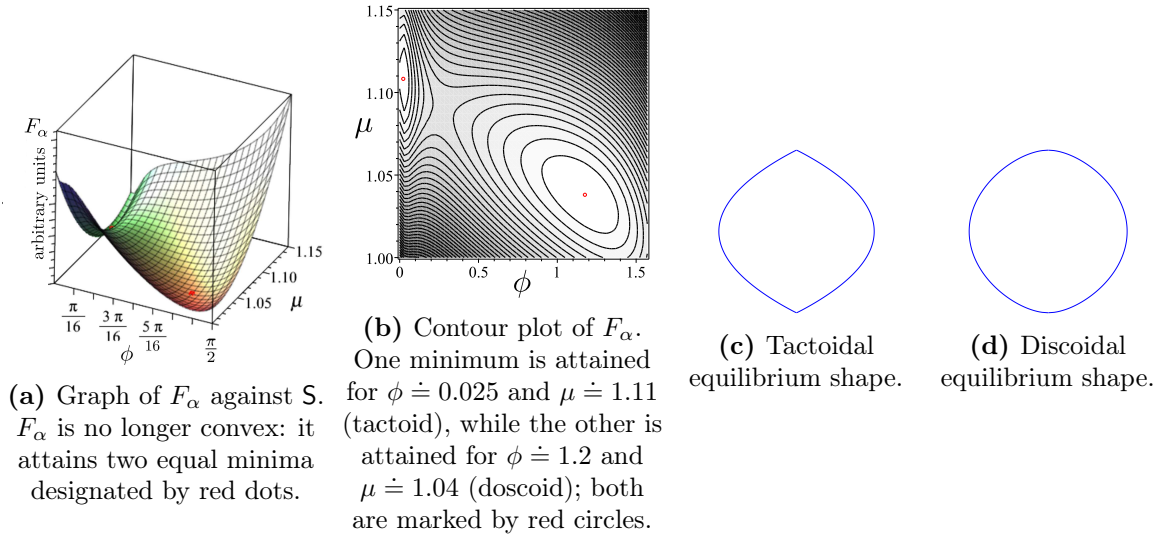 F_α
arbitrary units
π/16
3 π/16
5 π/16
π/2
φ
1.05
1.10
1.15
μ
(a) Graph of F_α against S.
F_α is no longer convex: it
attains two equal minima
designated by red dots.
1.15
1.10
μ
1.05
1.00
0
0.5
1
1.5
φ
(b) Contour plot of F_α.
One minimum is attained
for φ ≐ 0.025 and μ ≐ 1.11
(tactoid), while the other is
attained for φ ≐ 1.2 and
μ ≐ 1.04 (doscoid); both
are marked by red circles.
(c) Tactoidal
equilibrium shape.
(d) Discoidal
equilibrium shape.